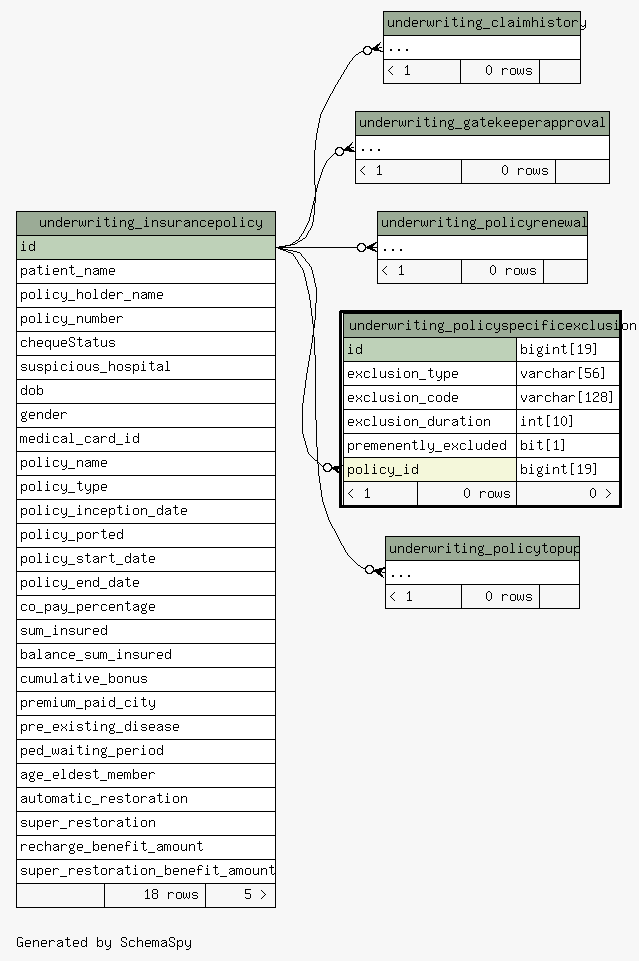 underwriting_claimhistory
...
< 1 0 rows
underwriting_gatekeeperapproval
...
< 1 0 rows
underwriting_policyrenewal
...
< 1 0 rows
underwriting_policyspecificexclusion
id bigint[19]
exclusion_type varchar[56]
exclusion_code varchar[128]
exclusion_duration int[10]
premenently_excluded bit[1]
policy_id bigint[19]
< 1 0 rows 0 >
underwriting_policytopup
...
< 1 0 rows
underwriting_insurancepolicy
id
patient_name
policy_holder_name
policy_number
chequeStatus
suspicious_hospital
dob
gender
medical_card_id
policy_name
policy_type
policy_inception_date
policy_ported
policy_start_date
policy_end_date
co_pay_percentage
sum_insured
balance_sum_insured
cumulative_bonus
premium_paid_city
pre_existing_disease
ped_waiting_period
age_eldest_member
automatic_restoration
super_restoration
recharge_benefit_amount
super_restoration_benefit_amount
18 rows 5 >
Generated by SchemaSpy